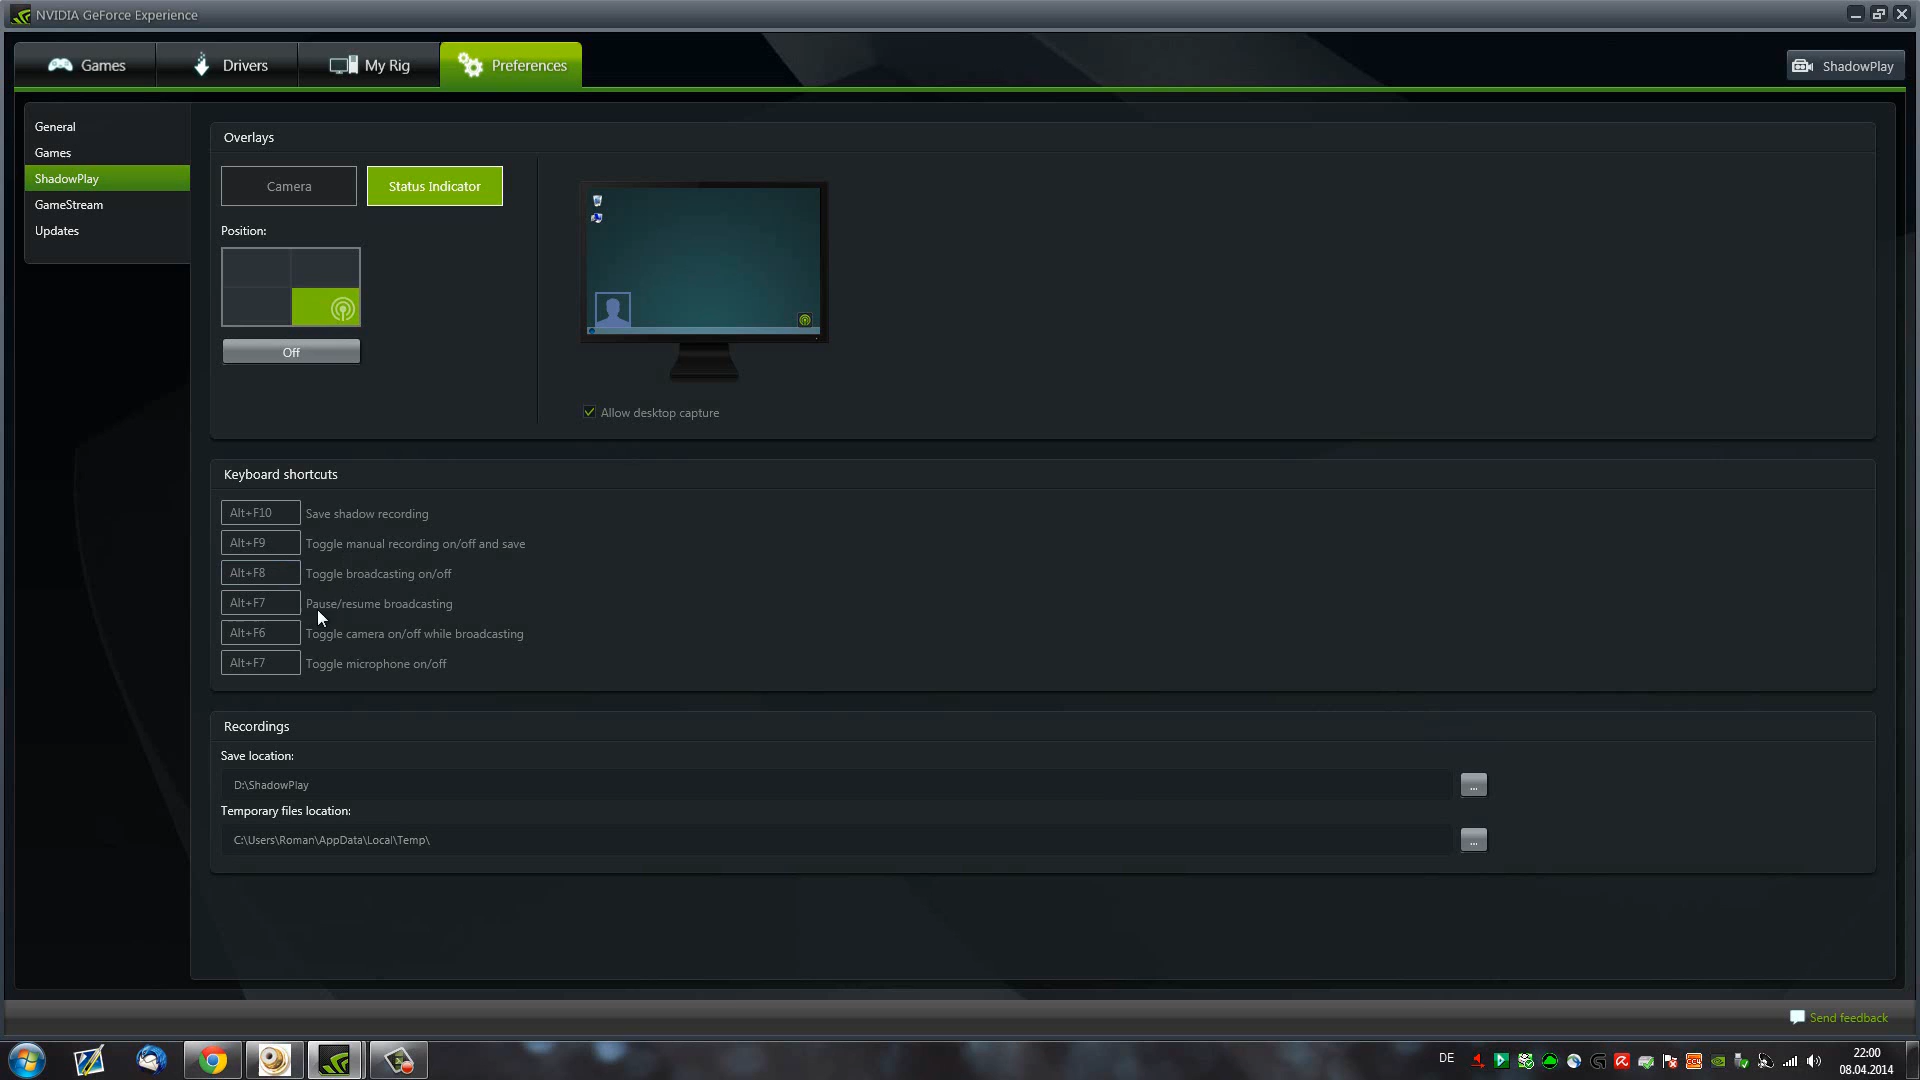 NVIDIA GeForce Experience
Games
Drivers
My Rig
Preferences
ShadowPlay
General
Games
ShadowPlay
GameStream
Updates
Overlays
Camera
Status Indicator
Position:
Off
Allow desktop capture
Keyboard shortcuts
Alt+F10 Save shadow recording
Alt+F9 Toggle manual recording on/off and save
Alt+F8 Toggle broadcasting on/off
Alt+F7 Pause/resume broadcasting
Alt+F6 Toggle camera on/off while broadcasting
Alt+F7 Toggle microphone on/off
Recordings
Save location:
D:\ShadowPlay
...
Temporary files location:
C:\Users\Roman\AppData\Local\Temp\
...
Send feedback
DE
22:00
08.04.2014